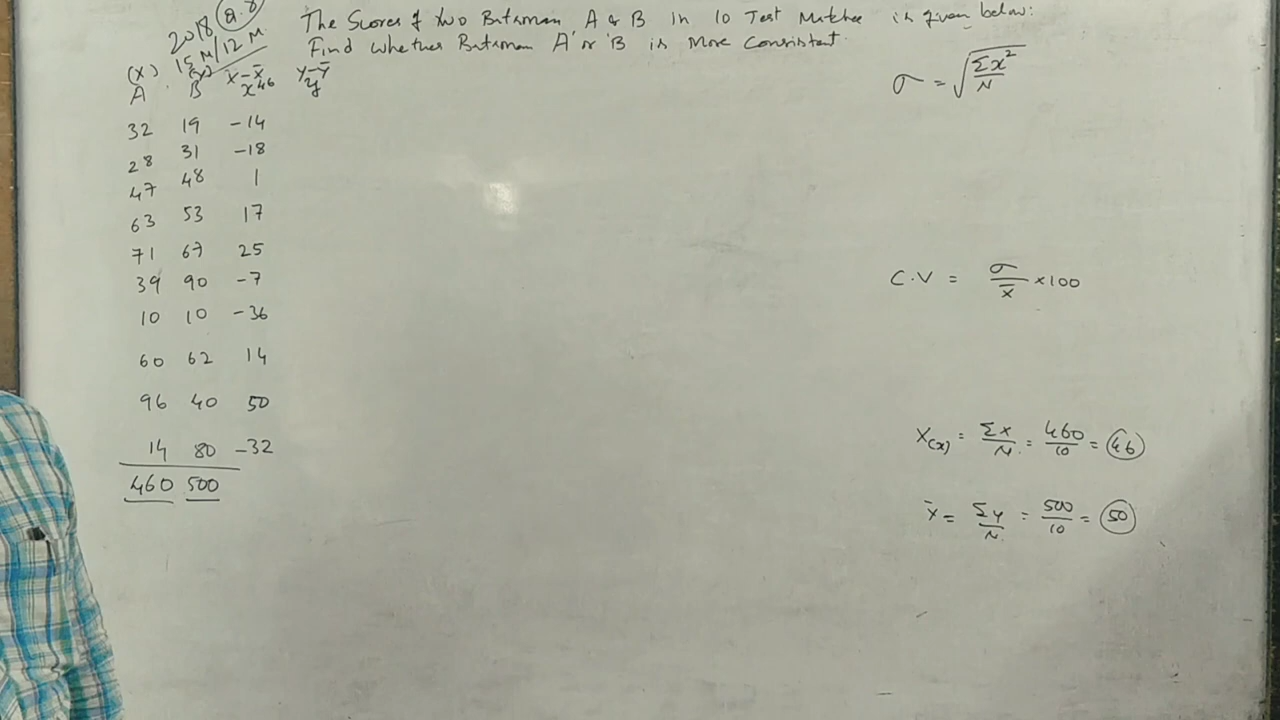 2018 Q.8
15 M/12 M
The Scores of two Batsman A & B in 10 Test Matches is given below:
Find whether Batsman 'A' or 'B' is More Consistent.
(X) (Y) X-X̄ Y-Ȳ
A B x 46 y
32 19 -14
28 31 -18
47 48 1
63 53 17
71 67 25
39 90 -7
10 10 -36
60 62 14
96 40 50
14 80 -32
460 500
σ = √(Σx²/N)
C.V = σ/x̄ × 100
X(x) = ΣX/N = 460/10 = 46
Ȳ = ΣY/N = 500/10 = 50